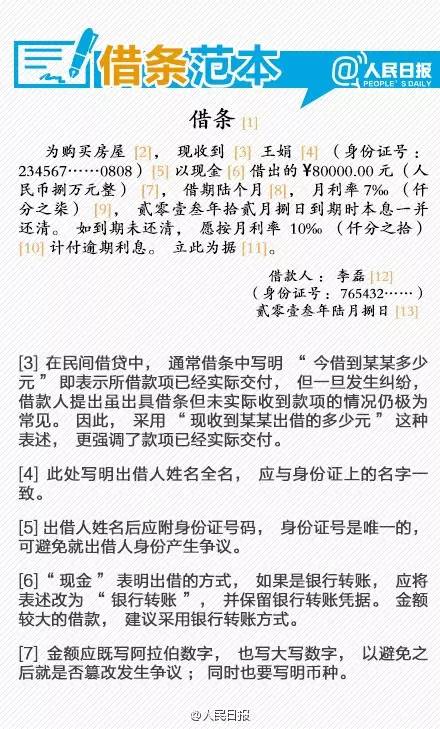 借条范本
@人民日报
PEOPLE'S DAILY
借条 [1]
为购买房屋 [2]， 现收到 [3] 王娟 [4] （身份证号：
234567……0808）[5] 以现金 [6] 借出的 ¥80000.00 元（人
民币捌万元整） [7]， 借期陆个月 [8]， 月利率 7‰ （仟
分之柒） [9]， 贰零壹叁年拾贰月捌日到期时本息一并
还清。 如到期未还清， 愿按月利率 10‰ （仟分之拾）
[10] 计付逾期利息。 立此为据 [11]。
借款人： 李磊 [12]
（身份证号：765432……）
贰零壹叁年陆月捌日 [13]
[3] 在民间借贷中， 通常借条中写明 “ 今借到某某多少
元 ” 即表示所借款项已经实际交付， 但一旦发生纠纷，
借款人提出虽出具借条但未实际收到款项的情况仍极为
常见。 因此， 采用 “ 现收到某某出借的多少元 ” 这种
表述， 更强调了款项已经实际交付。
[4] 此处写明出借人姓名全名， 应与身份证上的名字一
致。
[5] 出借人姓名后应附身份证号码， 身份证号是唯一的，
可避免就出借人身份产生争议。
[6]“ 现金 ” 表明出借的方式， 如果是银行转账， 应将
表述改为 “ 银行转账 ” ， 并保留银行转账凭据。 金额
较大的借款， 建议采用银行转账方式。
[7] 金额应既写阿拉伯数字， 也写大写数字， 以避免之
后就是否篡改发生争议 ；同时也要写明币种。
@人民日报